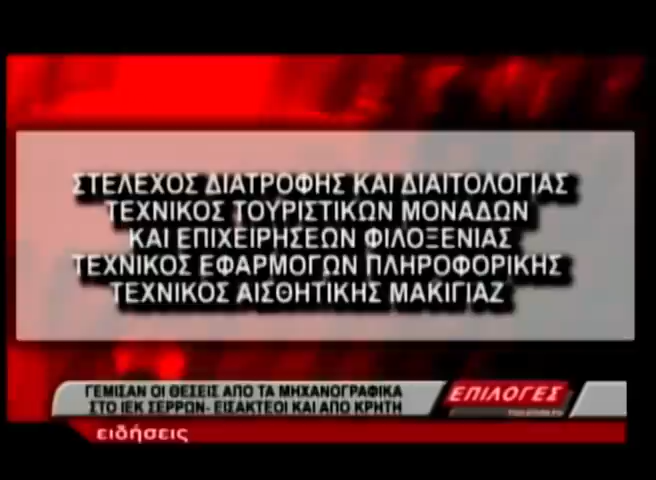 ΣΤΕΛΕΧΟΣ ΔΙΑΤΡΟΦΗΣ ΚΑΙ ΔΙΑΙΤΟΛΟΓΙΑΣ
ΤΕΧΝΙΚΟΣ ΤΟΥΡΙΣΤΙΚΩΝ ΜΟΝΑΔΩΝ
ΚΑΙ ΕΠΙΧΕΙΡΗΣΕΩΝ ΦΙΛΟΞΕΝΙΑΣ
ΤΕΧΝΙΚΟΣ ΕΦΑΡΜΟΓΩΝ ΠΛΗΡΟΦΟΡΙΚΗΣ
ΤΕΧΝΙΚΟΣ ΑΙΣΘΗΤΙΚΗΣ ΜΑΚΙΓΙΑΖ
ΓΕΜΙΣΑΝ ΟΙ ΘΕΣΕΙΣ ΑΠΟ ΤΑ ΜΗΧΑΝΟΓΡΑΦΙΚΑ
ΣΤΟ ΙΕΚ ΣΕΡΡΩΝ- ΕΙΣΑΚΤΕΟΙ ΚΑΙ ΑΠΟ ΚΡΗΤΗ
ΕΠΙΛΟΓΕΣ
ειδήσεις